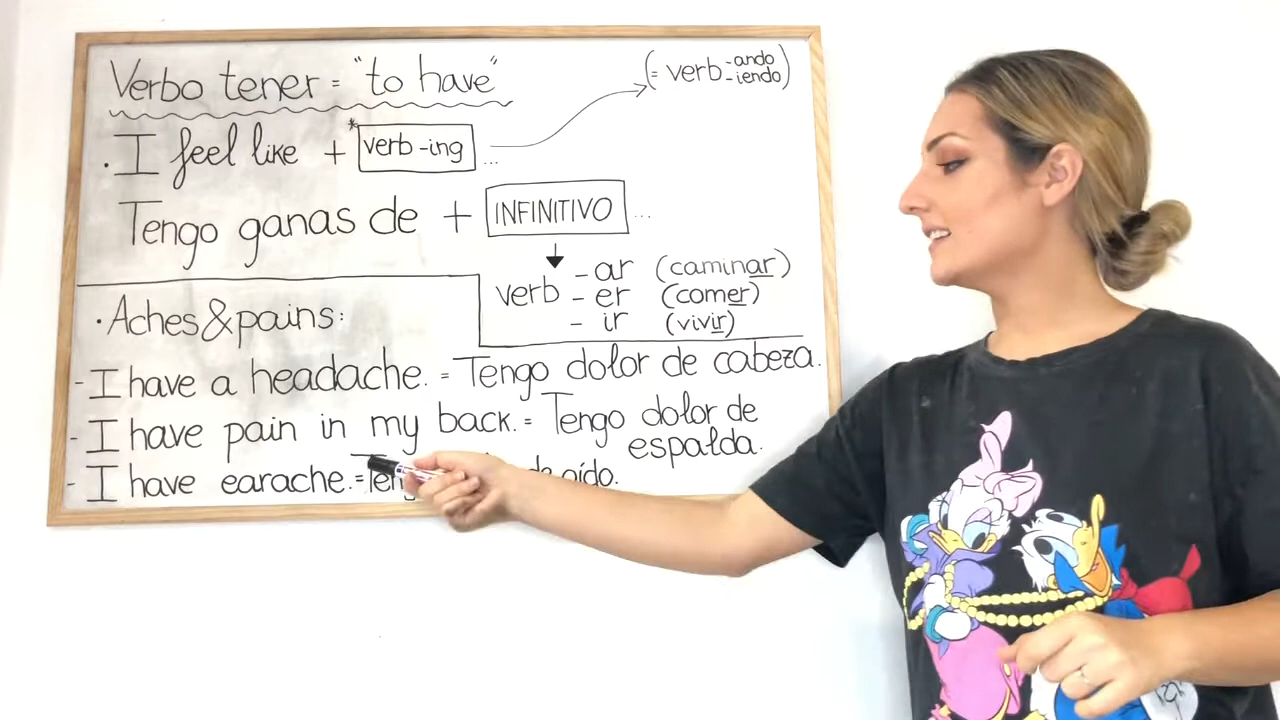 Verbo tener = "to have"
(= verb -ando
-iendo)
· I feel like + *verb -ing ...
Tengo ganas de + INFINITIVO ...
verb - ar (caminar)
- er (comer)
- ir (vivir)
· Aches & pains:
- I have a headache. = Tengo dolor de cabeza.
- I have pain in my back. = Tengo dolor de
espalda.
- I have earache. = de oído.